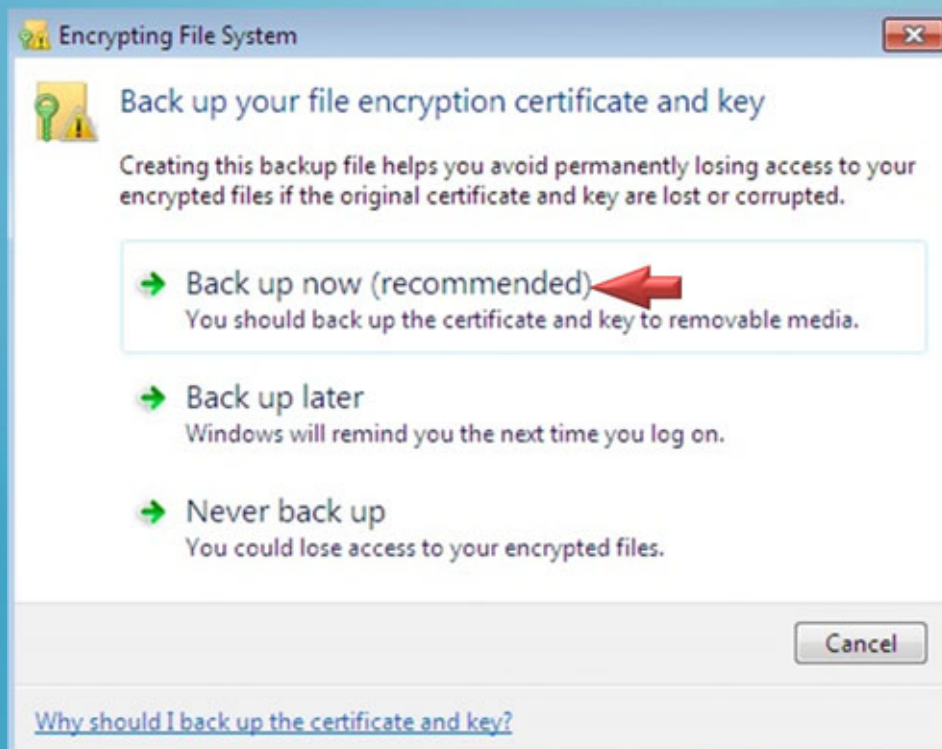 Encrypting File System
Back up your file encryption certificate and key
Creating this backup file helps you avoid permanently losing access to your
encrypted files if the original certificate and key are lost or corrupted.
Back up now (recommended)
You should back up the certificate and key to removable media.
Back up later
Windows will remind you the next time you log on.
Never back up
You could lose access to your encrypted files.
Cancel
Why should I back up the certificate and key?